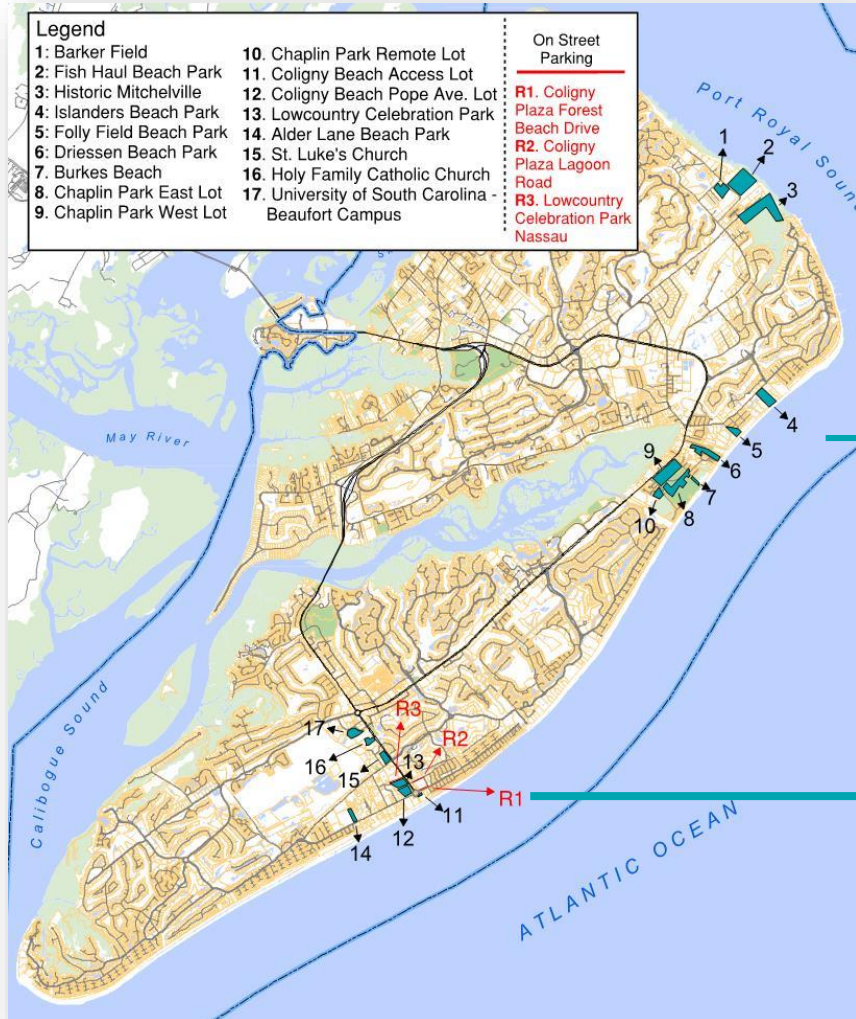 Legend
1: Barker Field
2: Fish Haul Beach Park
3: Historic Mitchelville
4: Islanders Beach Park
5: Folly Field Beach Park
6: Driessen Beach Park
7: Burkes Beach
8: Chaplin Park East Lot
9: Chaplin Park West Lot
10. Chaplin Park Remote Lot
11: Coligny Beach Access Lot
12. Coligny Beach Pope Ave. Lot
13. Lowcountry Celebration Park
14: Alder Lane Beach Park
15: St. Luke's Church
16: Holy Family Catholic Church
17. University of South Carolina -
Beaufort Campus
On Street
Parking
R1. Coligny
Plaza Forest
Beach Drive
R2. Coligny
Plaza Lagoon
Road
R3. Lowcountry
Celebration Park
Nassau
Port Royal Sound
1
2
3
May River
4
5
6
7
8
9
10
Calibogue Sound
17
16
15
R3
R2
13
R1
11
12
14
ATLANTIC OCEAN